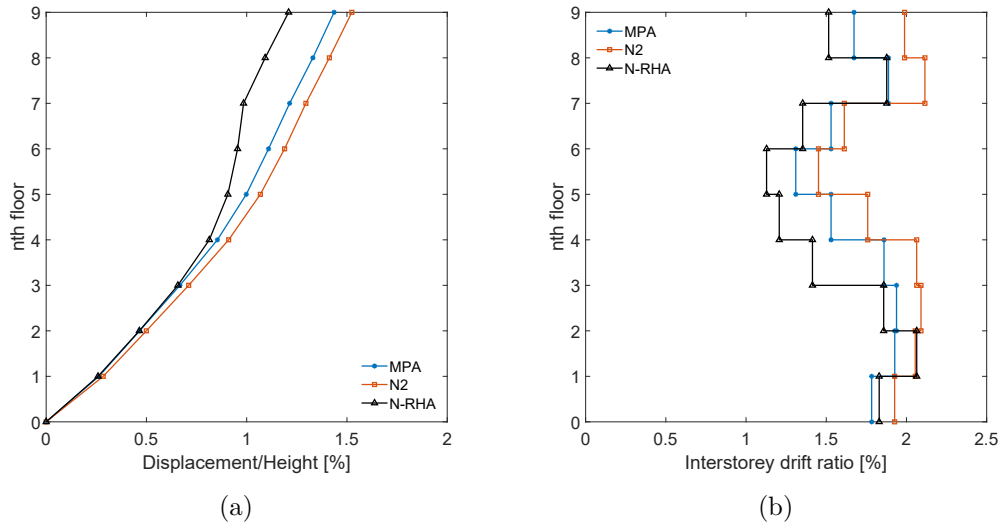 9
8
7
6
5
4
3
2
1
0
nth floor
MPA
N2
N-RHA
0 0.5 1 1.5 2
Displacement/Height [%]
(a)
9
8
7
6
5
4
3
2
1
0
nth floor
MPA
N2
N-RHA
0 0.5 1 1.5 2 2.5
Interstorey drift ratio [%]
(b)